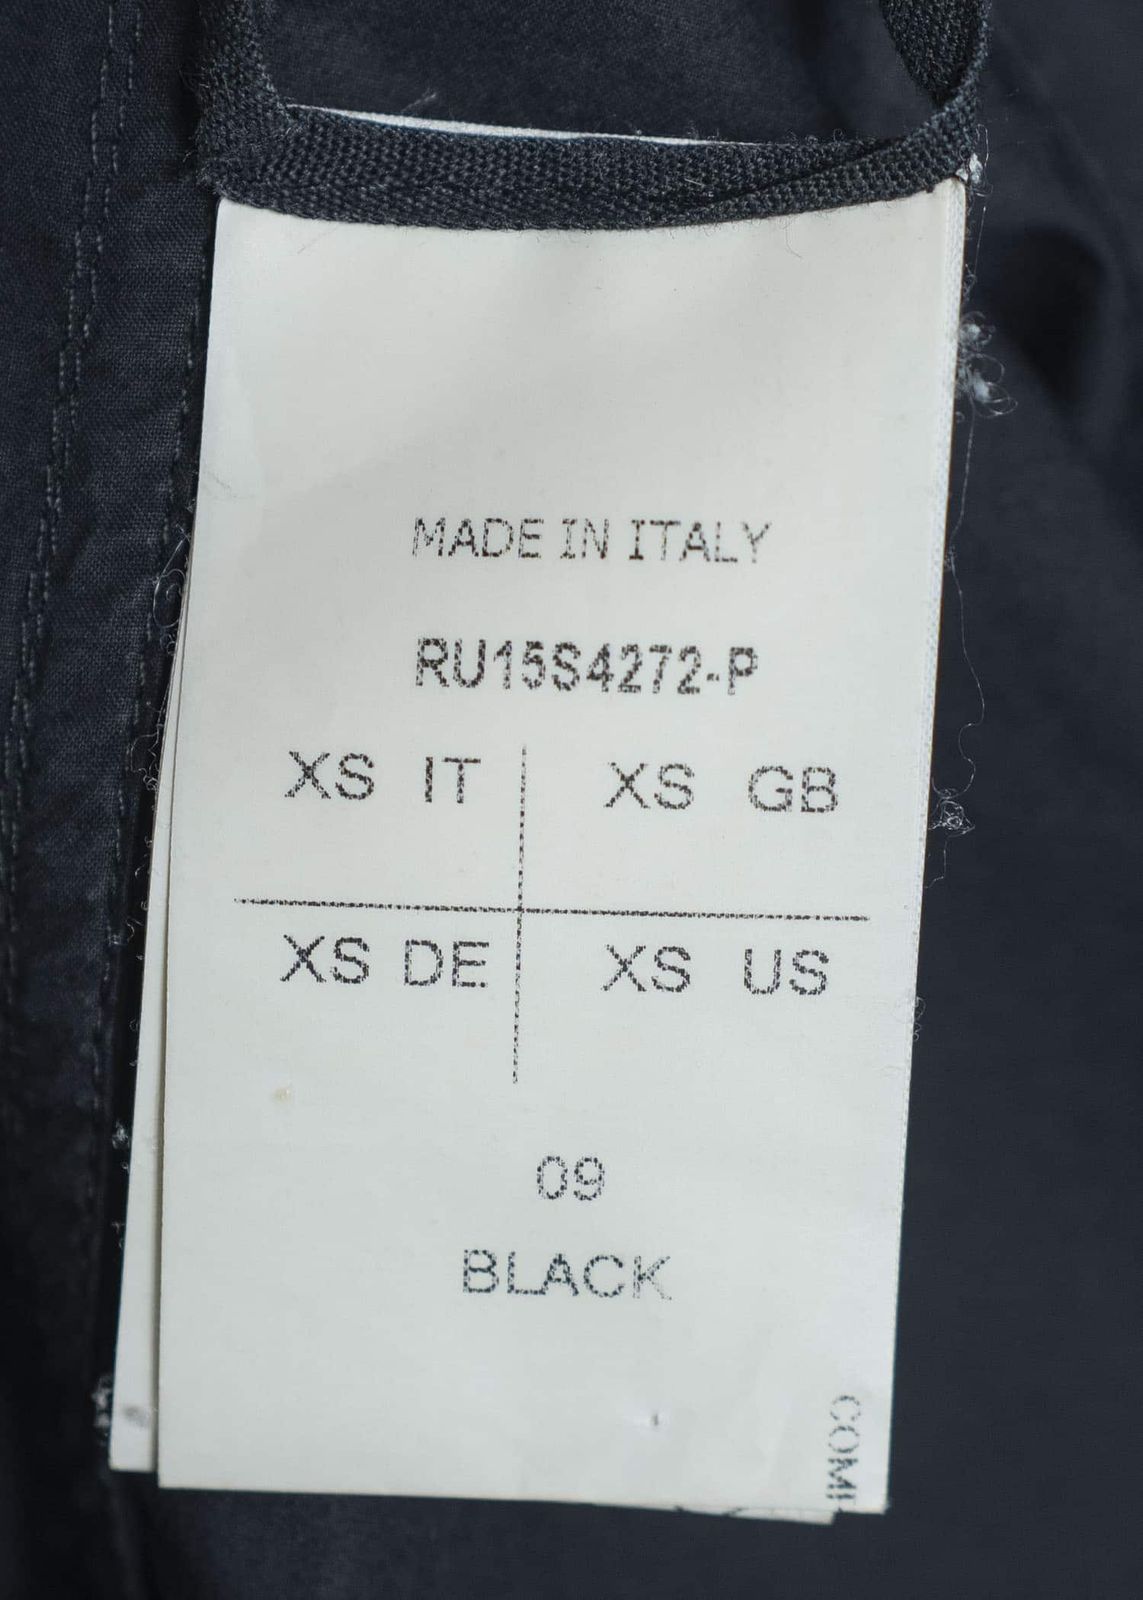 MADE IN ITALY
RU15S4272-P
XS IT XS GB
XS DE XS US
09
BLACK